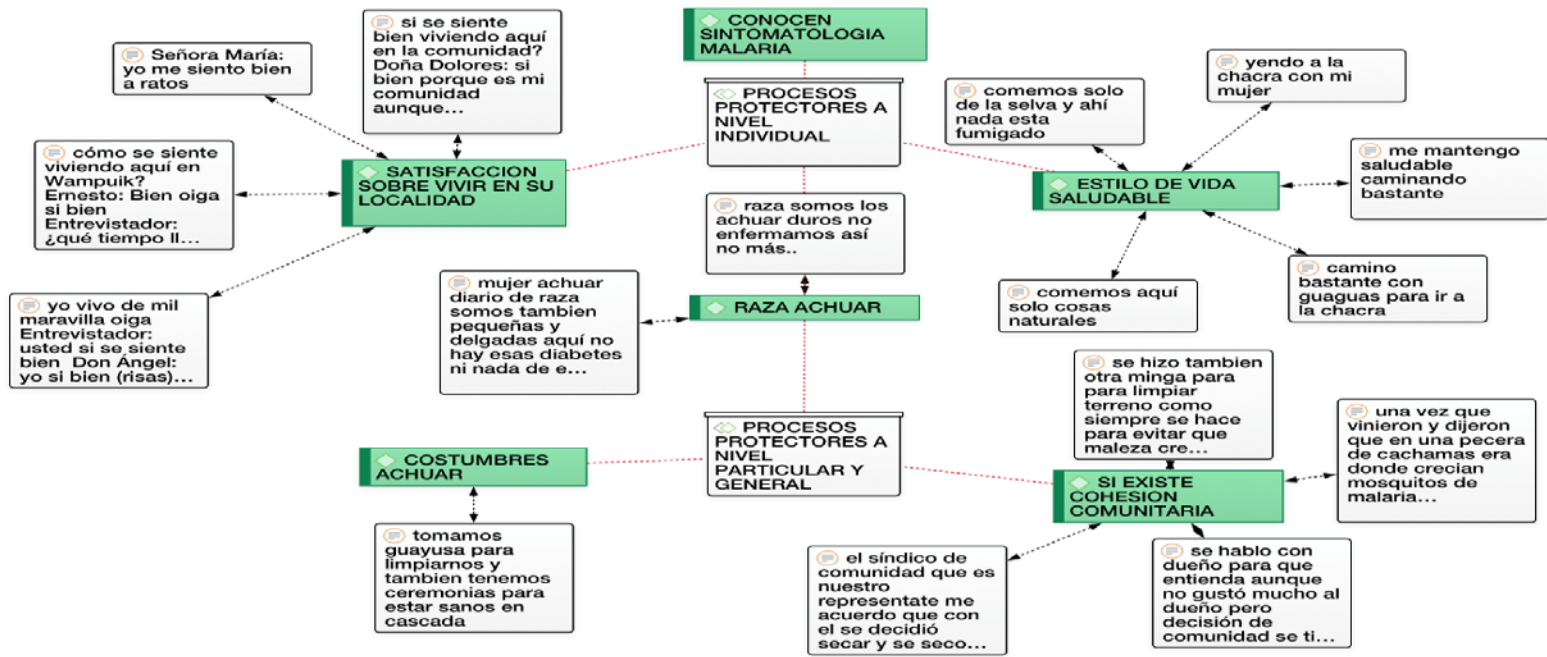 CONOCEN
SINTOMATOLOGIA
MALARIA
si se siente
bien viviendo aquí
en la comunidad?
Doña Dolores: si
bien porque es mi
comunidad
aunque...
Señora María:
yo me siento bien
a ratos
cómo se siente
viviendo aquí en
Wampuik?
Ernesto: Bien oiga
si bien
Entrevistador:
¿qué tiempo ll...
yo vivo de mil
maravilla oiga
Entrevistador:
usted si se siente
bien Don Ángel:
yo si bien (risas)...
SATISFACCION
SOBRE VIVIR EN SU
LOCALIDAD
PROCESOS
PROTECTORES A
NIVEL
INDIVIDUAL
comemos solo
de la selva y ahí
nada esta
fumigado
yendo a la
chacra con mi
mujer
me mantengo
saludable
caminando
bastante
ESTILO DE VIDA
SALUDABLE
camino
bastante con
guaguas para ir a
la chacra
comemos aquí
solo cosas
naturales
raza somos los
achuar duros no
enfermamos así
no más..
mujer achuar
diario de raza
somos tambien
pequeñas y
delgadas aquí no
hay esas diabetes
ni nada de e...
RAZA ACHUAR
PROCESOS
PROTECTORES A
NIVEL
PARTICULAR Y
GENERAL
COSTUMBRES
ACHUAR
tomamos
guayusa para
limpiarnos y
tambien tenemos
ceremonias para
estar sanos en
cascada
se hizo tambien
otra minga para
para limpiar
terreno como
siempre se hace
para evitar que
maleza cre...
una vez que
vinieron y dijeron
que en una pecera
de cachamas era
donde crecian
mosquitos de
malaria...
SI EXISTE
COHESION
COMUNITARIA
el síndico de
comunidad que es
nuestro
representate me
acuerdo que con
el se decidió
secar y se seco...
se hablo con
dueño para que
entienda aunque
no gustó mucho al
dueño pero
decisión de
comunidad se ti...